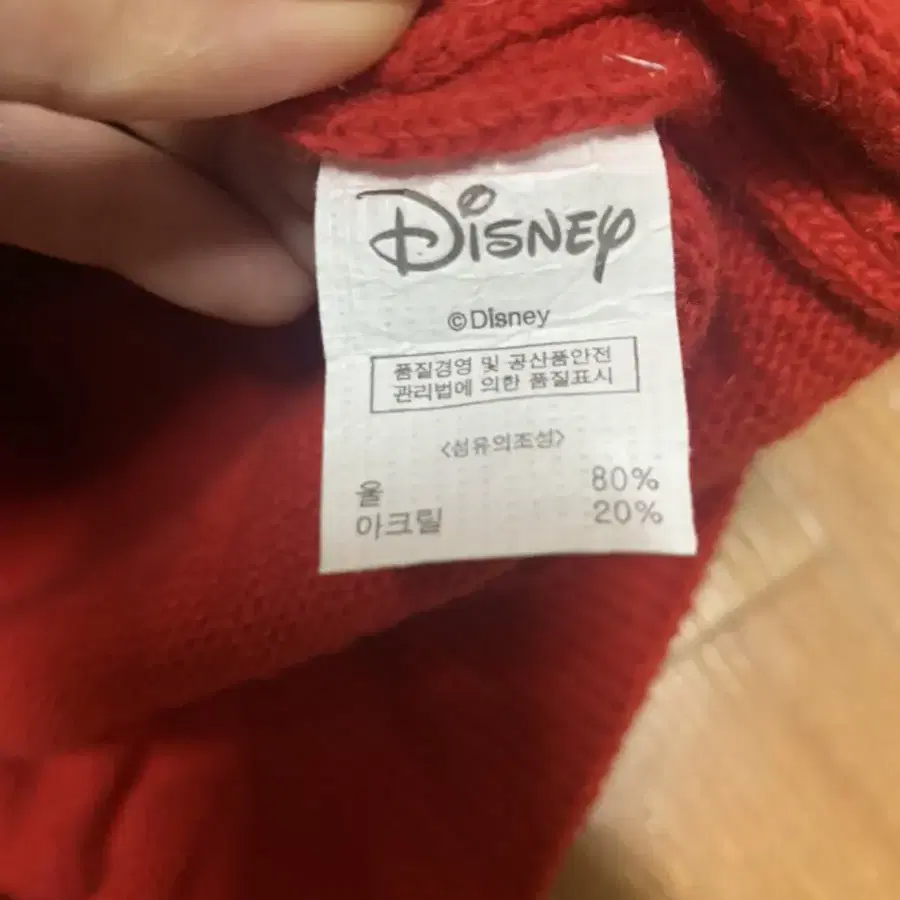 Disney
©Disney
품질경영 및 공산품안전
관리법에 의한 품질표시
<섬유의조성>
울 80%
아크릴 20%